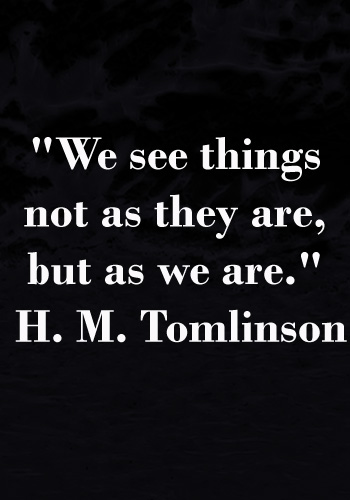 "We see things
not as they are,
but as we are."
H. M. Tomlinson